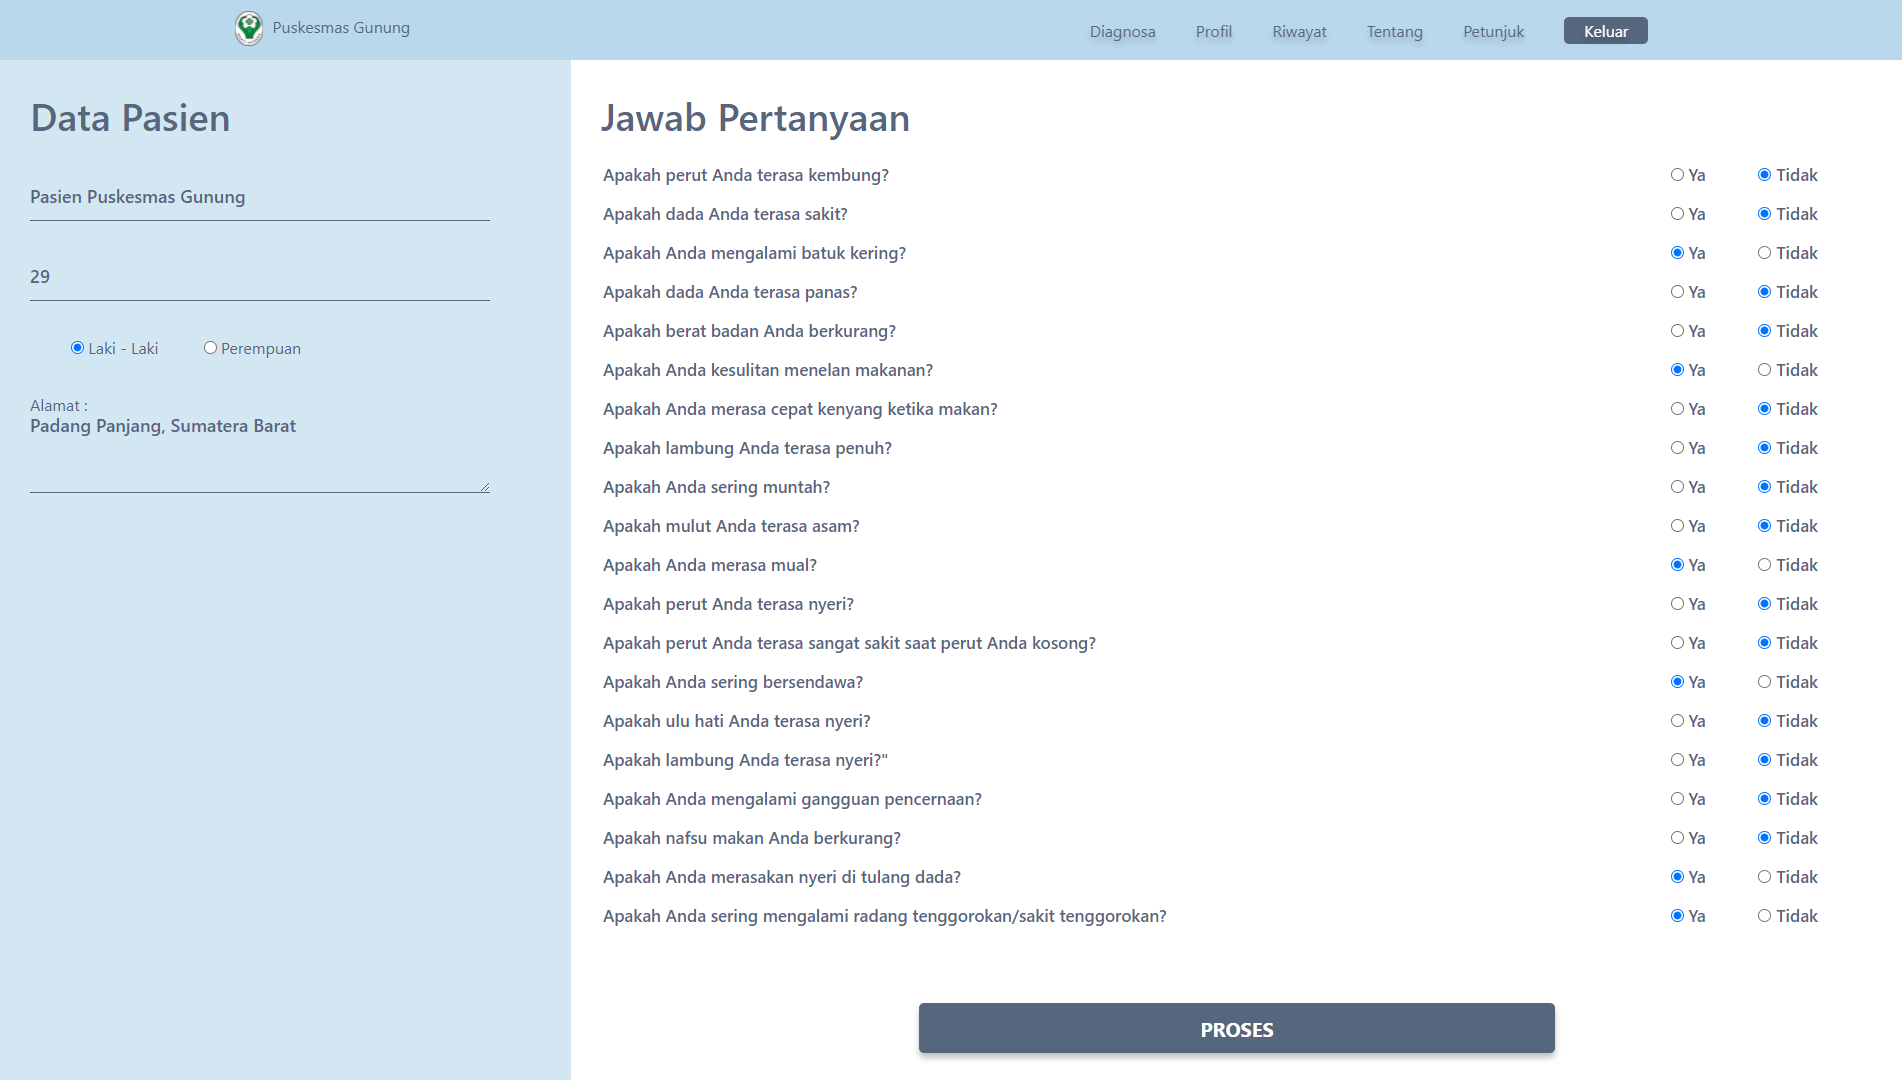 Puskesmas Gunung
Diagnosa Profil Riwayat Tentang Petunjuk Keluar
Data Pasien
Pasien Puskesmas Gunung
29
Laki - Laki Perempuan
Alamat :
Padang Panjang, Sumatera Barat
Jawab Pertanyaan
Apakah perut Anda terasa kembung? Ya Tidak
Apakah dada Anda terasa sakit? Ya Tidak
Apakah Anda mengalami batuk kering? Ya Tidak
Apakah dada Anda terasa panas? Ya Tidak
Apakah berat badan Anda berkurang? Ya Tidak
Apakah Anda kesulitan menelan makanan? Ya Tidak
Apakah Anda merasa cepat kenyang ketika makan? Ya Tidak
Apakah lambung Anda terasa penuh? Ya Tidak
Apakah Anda sering muntah? Ya Tidak
Apakah mulut Anda terasa asam? Ya Tidak
Apakah Anda merasa mual? Ya Tidak
Apakah perut Anda terasa nyeri? Ya Tidak
Apakah perut Anda terasa sangat sakit saat perut Anda kosong? Ya Tidak
Apakah Anda sering bersendawa? Ya Tidak
Apakah ulu hati Anda terasa nyeri? Ya Tidak
Apakah lambung Anda terasa nyeri?" Ya Tidak
Apakah Anda mengalami gangguan pencernaan? Ya Tidak
Apakah nafsu makan Anda berkurang? Ya Tidak
Apakah Anda merasakan nyeri di tulang dada? Ya Tidak
Apakah Anda sering mengalami radang tenggorokan/sakit tenggorokan? Ya Tidak
PROSES